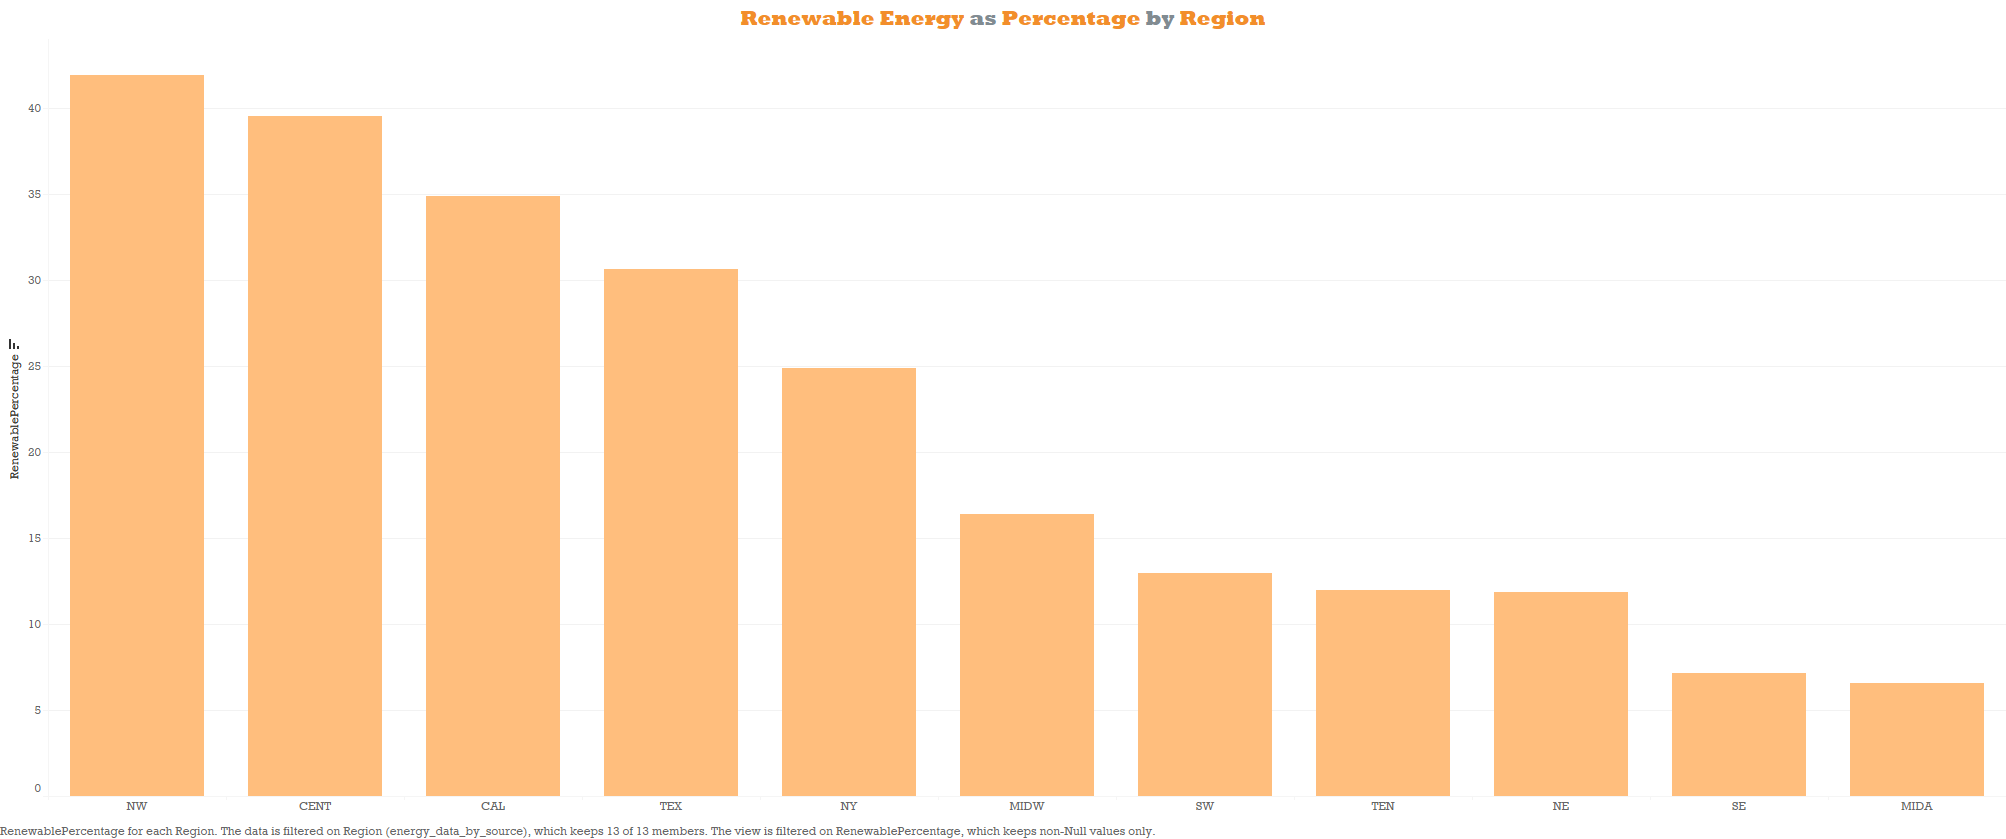 Renewable Energy as Percentage by Region
RenewablePercentage
40
35
30
25
20
15
10
5
0
NW CENT CAL TEX NY MIDW SW TEN NE SE MIDA
RenewablePercentage for each Region. The data is filtered on Region (energy_data_by_source), which keeps 13 of 13 members. The view is filtered on RenewablePercentage, which keeps non-Null values only.